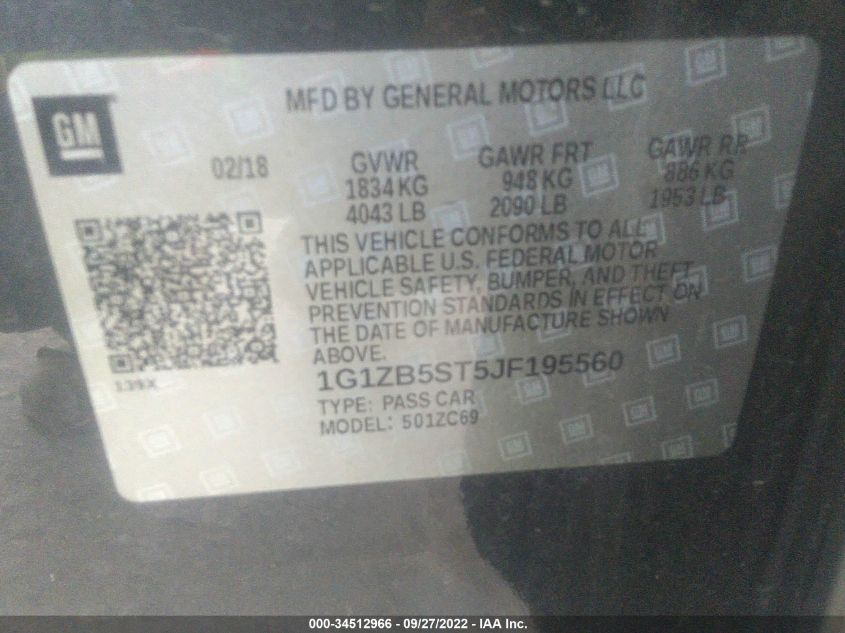 MFD BY GENERAL MOTORS LLC
GM
02/18
GVWR GAWR FRT GAWR RR
1834 KG 948 KG 886 KG
4043 LB 2090 LB 1953 LB
THIS VEHICLE CONFORMS TO ALL
APPLICABLE U.S. FEDERAL MOTOR
VEHICLE SAFETY, BUMPER, AND THEFT
PREVENTION STANDARDS IN EFFECT ON
THE DATE OF MANUFACTURE SHOWN
ABOVE.
139X
1G1ZB5ST5JF195560
TYPE: PASS CAR
MODEL: 501ZC69
000-34512966 - 09/27/2022 - IAA Inc.